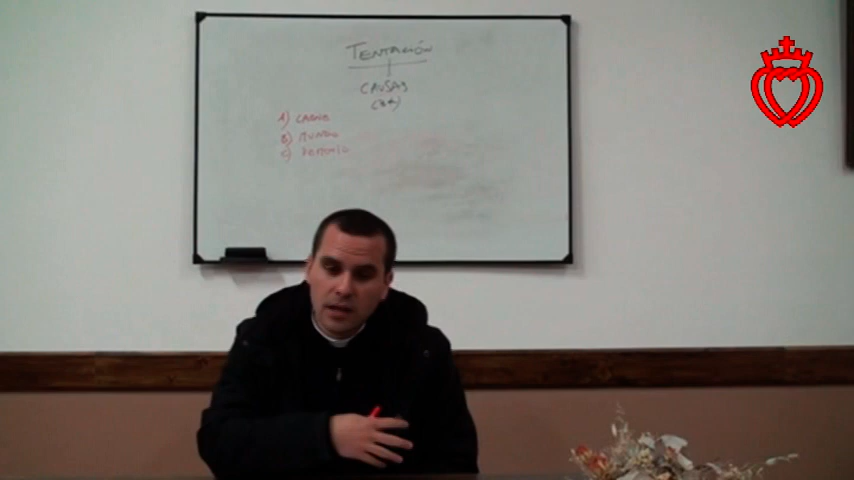 TENTACIÓN
CAUSAS
A) CARNE
B) MUNDO
C) DEMONIO